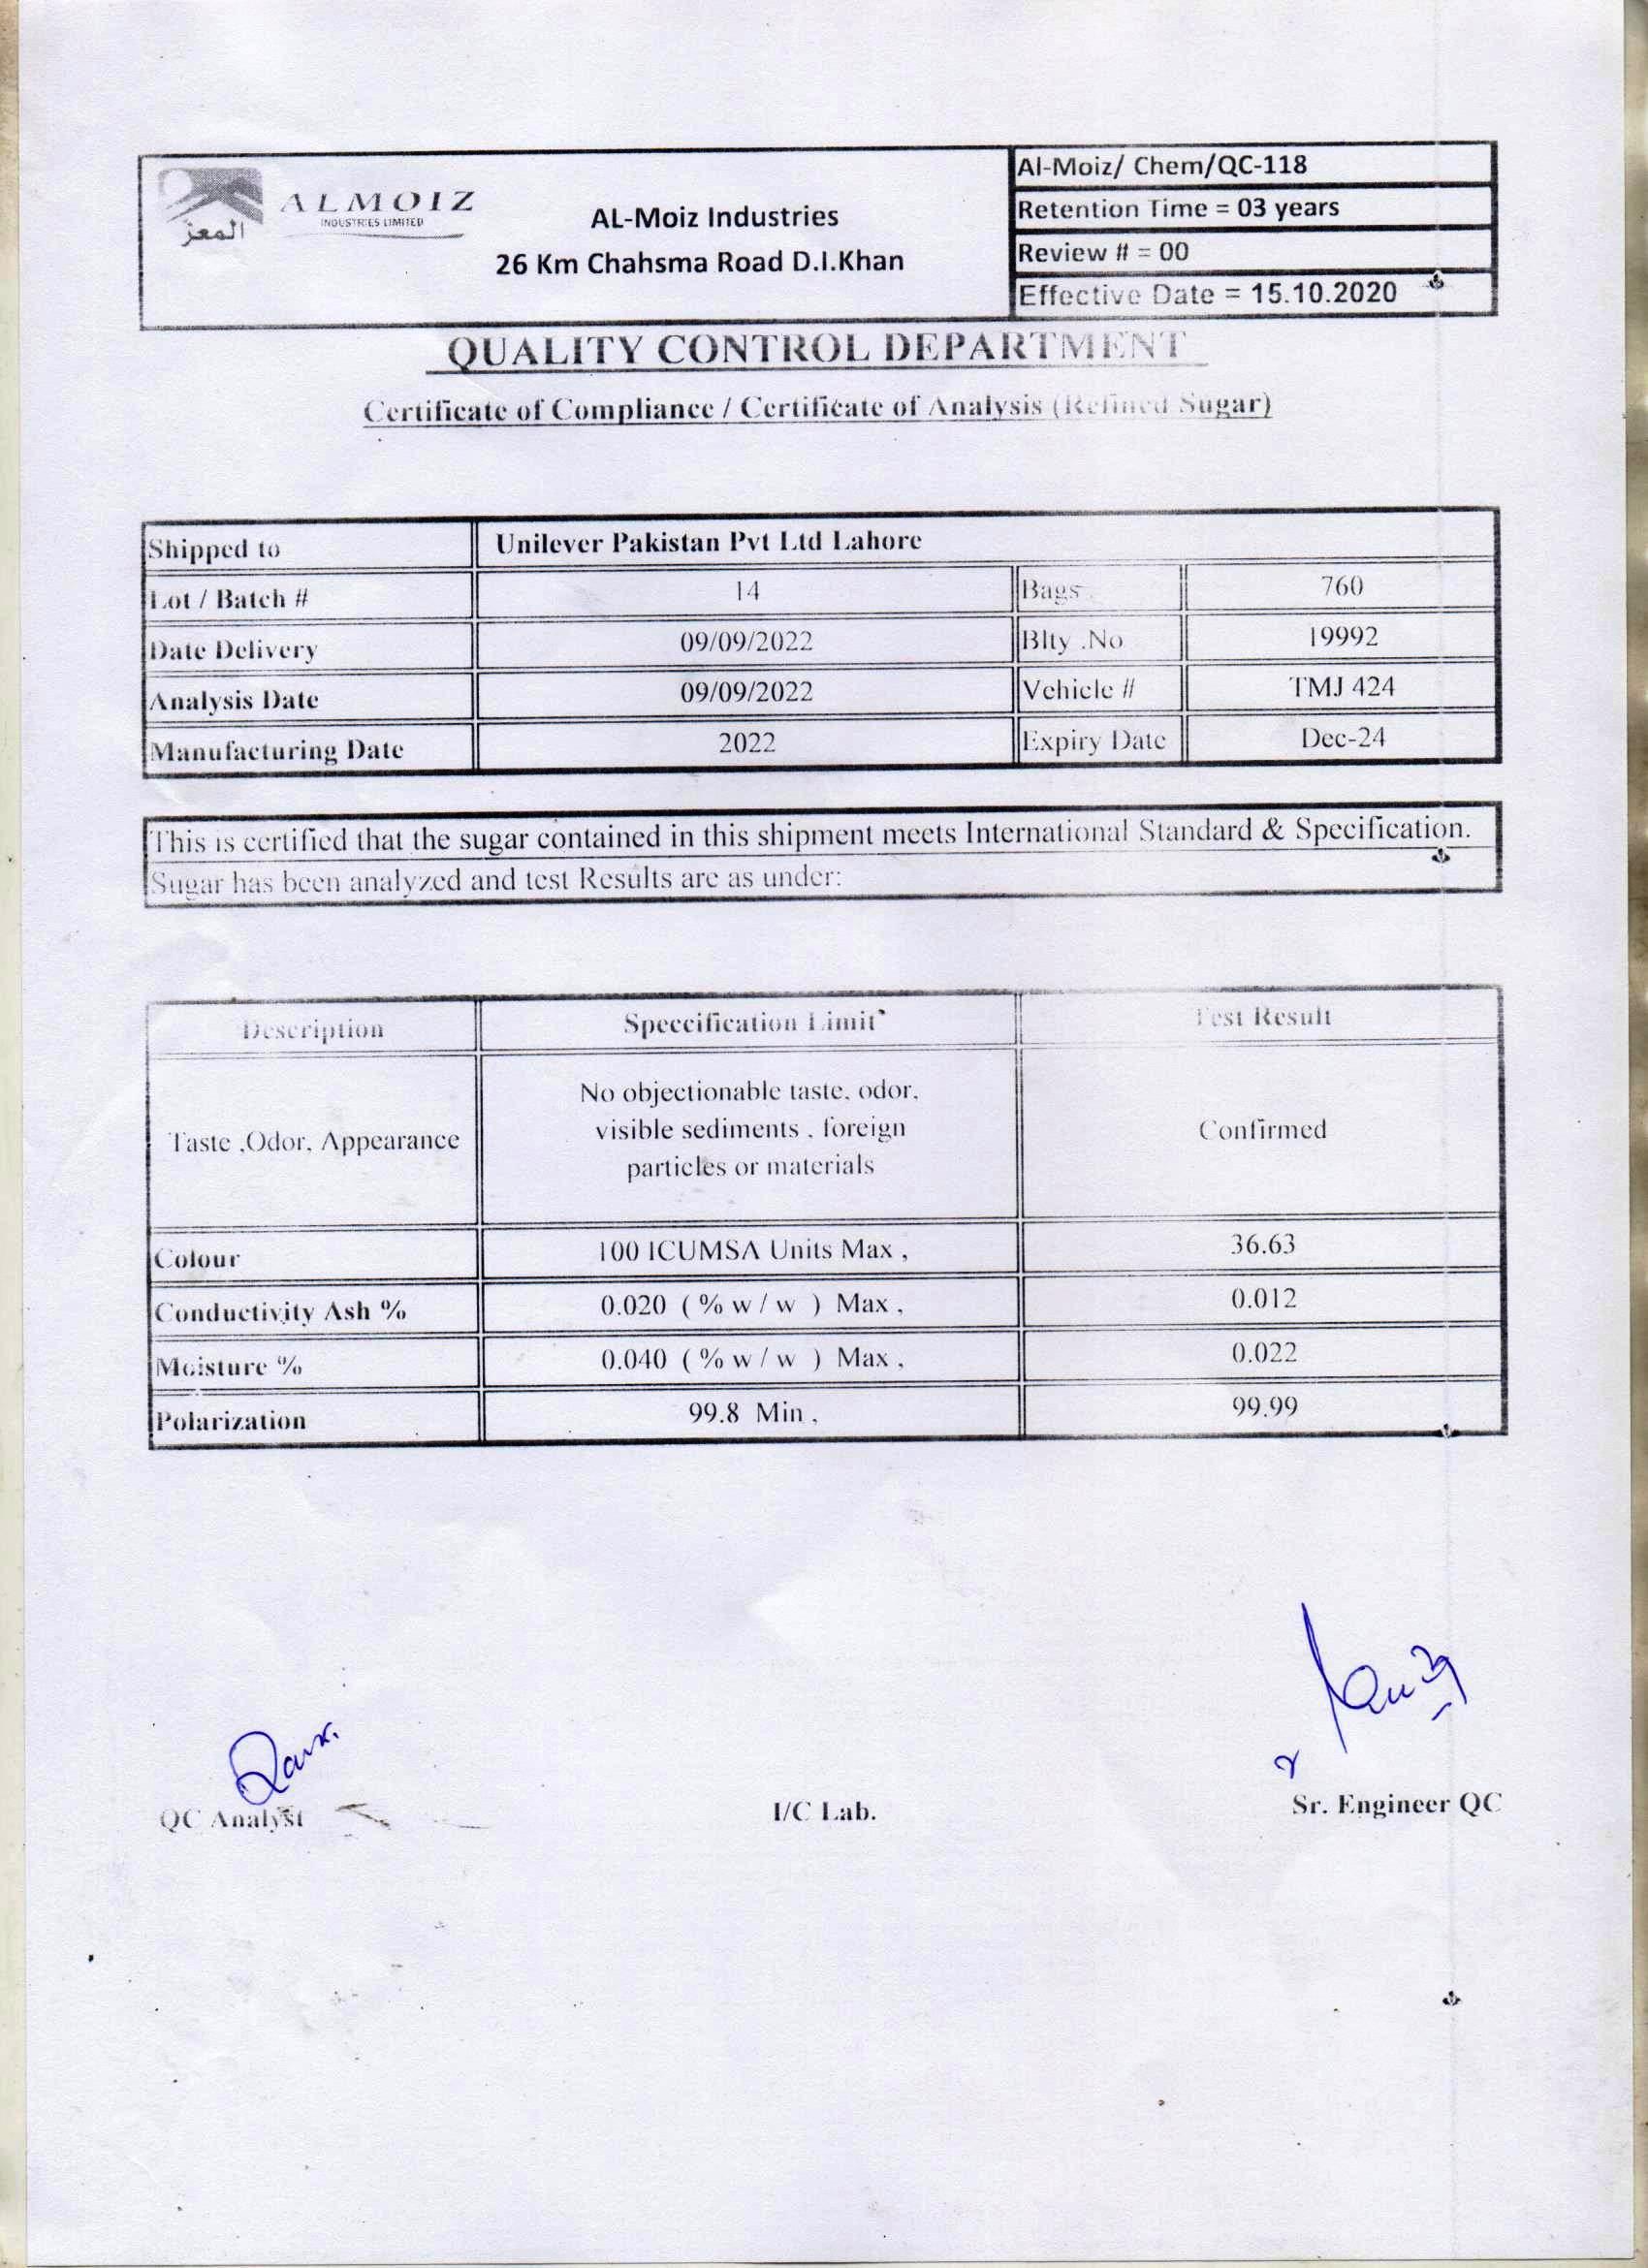 المعز
ALMOIZ
INDUSTRIES LIMITED
AL-Moiz Industries
26 Km Chahsma Road D.I.Khan
Al-Moiz/ Chem/QC-118
Retention Time = 03 years
Review # = 00
Effective Date = 15.10.2020
QUALITY CONTROL DEPARTMENT
Certificate of Compliance / Certificate of Analysis (Refined Sugar)
Shipped to Unilever Pakistan Pvt Ltd Lahore
Lot / Batch # 14 Bags 760
Date Delivery 09/09/2022 Blty .No 19992
Analysis Date 09/09/2022 Vehicle # TMJ 424
Manufacturing Date 2022 Expiry Date Dec-24
This is certified that the sugar contained in this shipment meets International Standard & Specification.
Sugar has been analyzed and test Results are as under:
Description Speccification Limit Test Result
Taste ,Odor, Appearance No objectionable taste, odor, visible sediments , foreign particles or materials Confirmed
Colour 100 ICUMSA Units Max , 36.63
Conductivity Ash % 0.020 ( % w / w ) Max , 0.012
Moisture % 0.040 ( % w / w ) Max , 0.022
Polarization 99.8 Min , 99.99
QC Analyst I/C Lab. Sr. Engineer QC